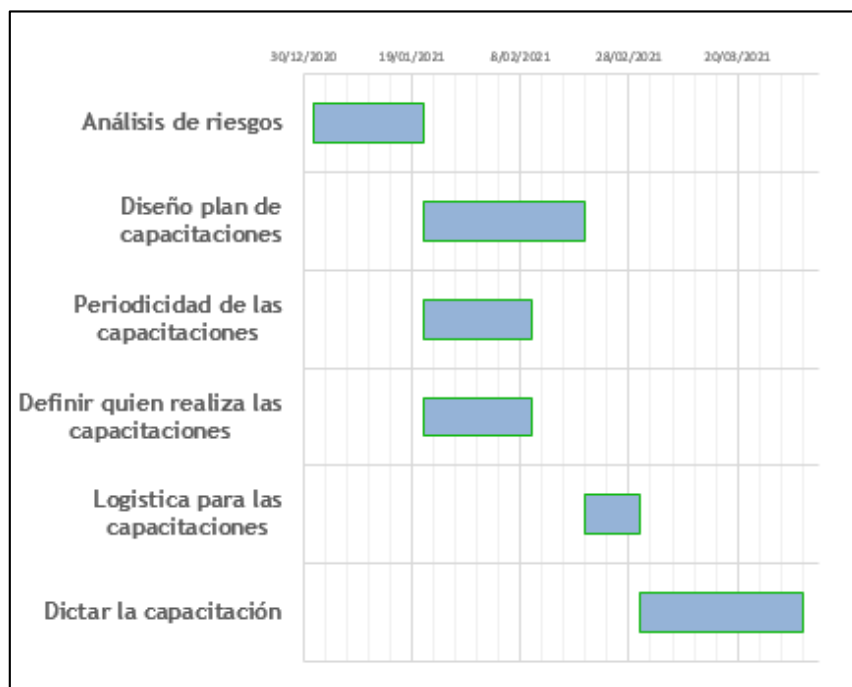 30/12/2020 19/01/2021 8/02/2021 28/02/2021 20/03/2021
Análisis de riesgos
Diseño plan de
capacitaciones
Periodicidad de las
capacitaciones
Definir quien realiza las
capacitaciones
Logistica para las
capacitaciones
Dictar la capacitación